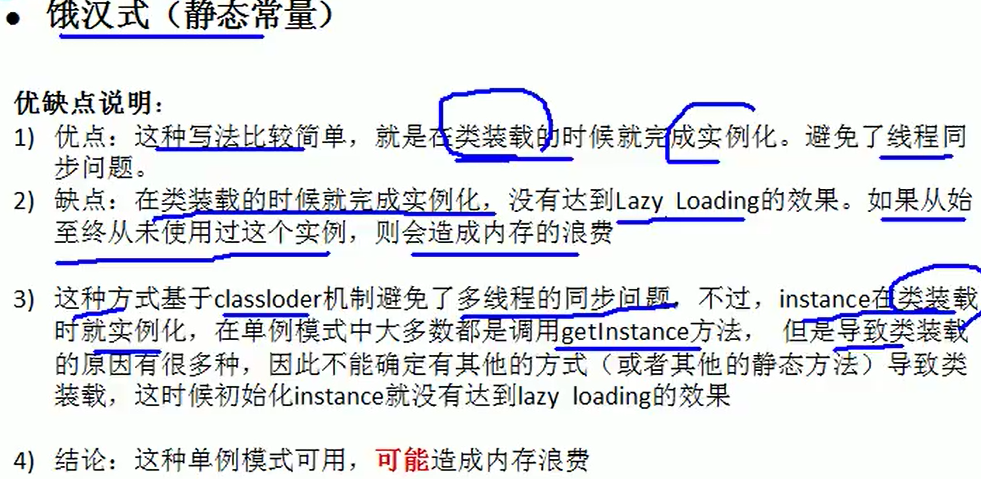 ● 饿汉式（静态常量）
优缺点说明：
1) 优点：这种写法比较简单，就是在类装载的时候就完成实例化。避免了线程同
步问题。
2) 缺点：在类装载的时候就完成实例化，没有达到Lazy Loading的效果。如果从始
至终从未使用过这个实例，则会造成内存的浪费
3) 这种方式基于classloder机制避免了多线程的同步问题，不过，instance在类装载
时就实例化，在单例模式中大多数都是调用getInstance方法， 但是导致类装载
的原因有很多种，因此不能确定有其他的方式（或者其他的静态方法）导致类
装载，这时候初始化instance就没有达到lazy loading的效果
4) 结论：这种单例模式可用，可能造成内存浪费